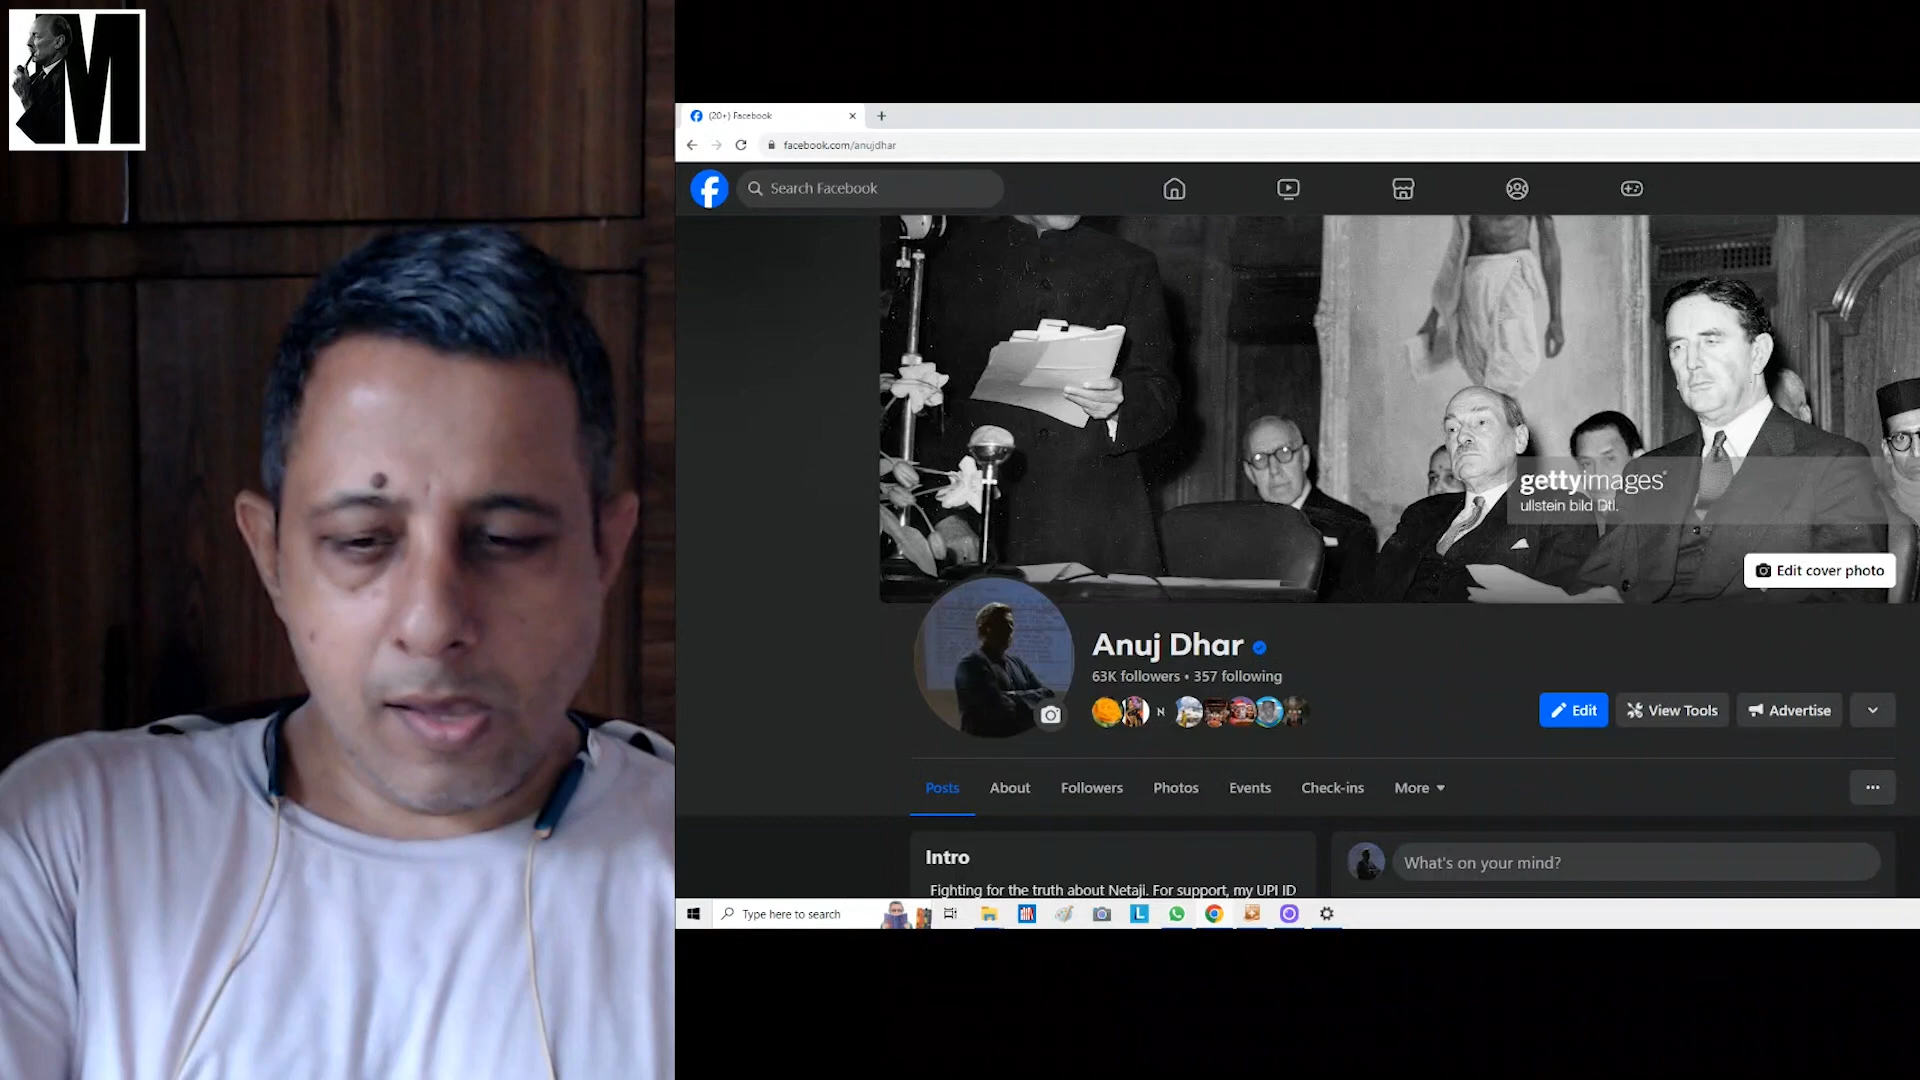 M
(20+) Facebook
facebook.com/anujdhar
Search Facebook
gettyimages®
ullstein bild Dtl.
Edit cover photo
Anuj Dhar
63K followers • 357 following
N
Edit
View Tools
Advertise
Posts
About
Followers
Photos
Events
Check-ins
More
Intro
What's on your mind?
Fighting for the truth about Netaji. For support, my UPI ID
Type here to search
L